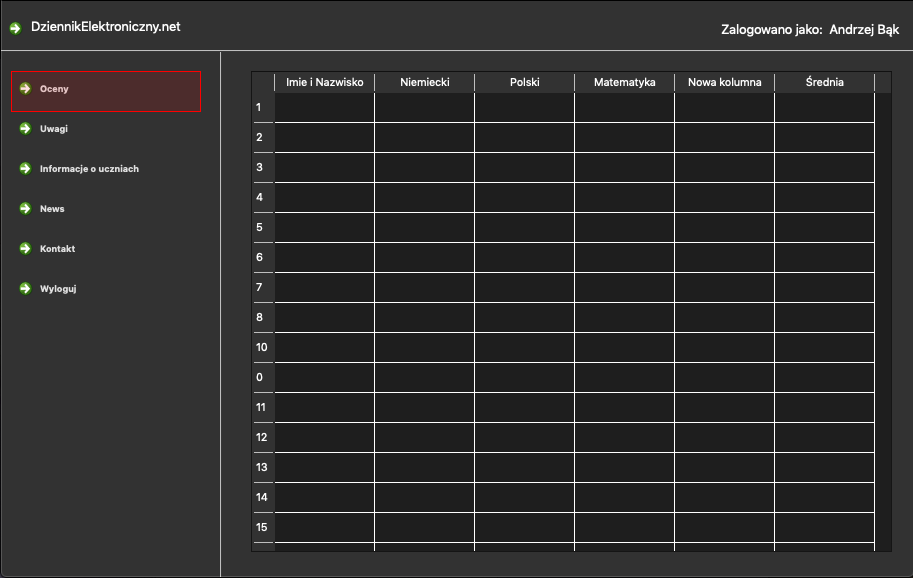 DziennikElektroniczny.net
Zalogowano jako: Andrzej Bąk
Oceny
Uwagi
Informacje o uczniach
News
Kontakt
Wyloguj
Imie i Nazwisko Niemiecki Polski Matematyka Nowa kolumna Średnia
1
2
3
4
5
6
7
8
10
0
11
12
13
14
15